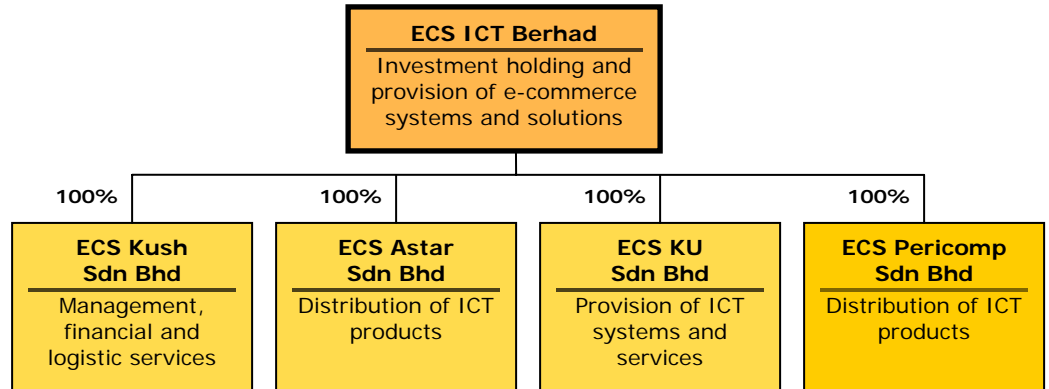 ECS ICT Berhad
Investment holding and
provision of e-commerce
systems and solutions
100%
100%
100%
100%
ECS Kush
Sdn Bhd
Management,
financial and
logistic services
ECS Astar
Sdn Bhd
Distribution of ICT
products
ECS KU
Sdn Bhd
Provision of ICT
systems and
services
ECS Pericomp
Sdn Bhd
Distribution of ICT
products